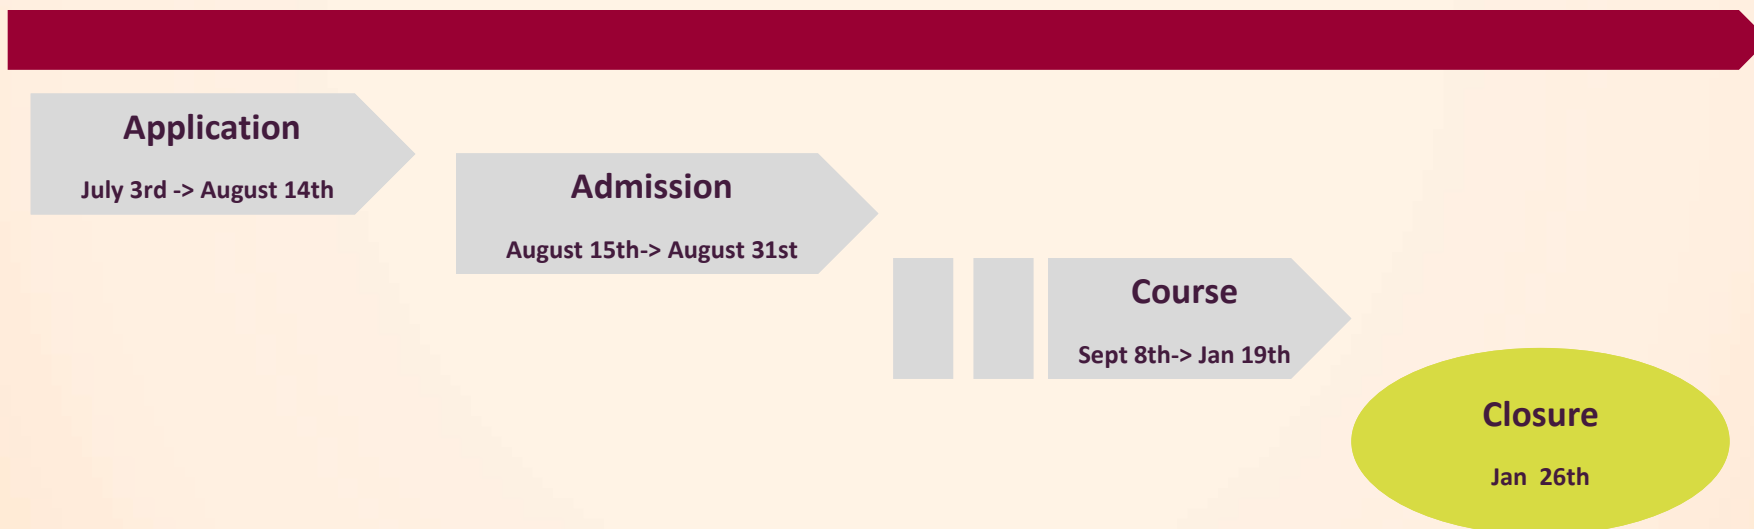 Application
July 3rd -> August 14th
Admission
August 15th-> August 31st
Course
Sept 8th-> Jan 19th
Closure
Jan  26th